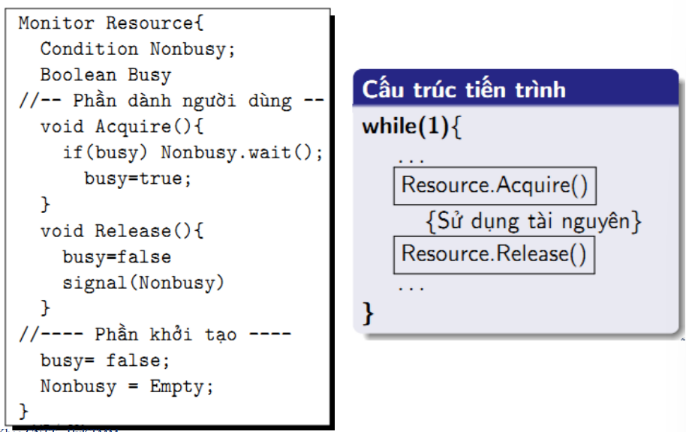 Monitor Resource{
Condition Nonbusy;
Boolean Busy
//-- Phần dành người dùng --
void Acquire(){
if(busy) Nonbusy.wait();
busy=true;
}
void Release(){
busy=false
signal(Nonbusy)
}
//---- Phần khởi tạo ----
busy= false;
Nonbusy = Empty;
}
Cấu trúc tiến trình
while(1){
...
Resource.Acquire()
{Sử dụng tài nguyên}
Resource.Release()
...
}